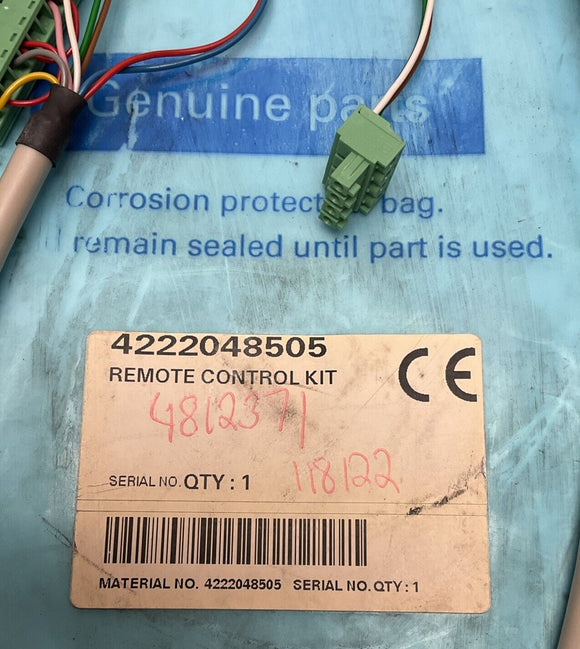 Genuine parts
Corrosion protect bag.
remain sealed until part is used.
4222048505
REMOTE CONTROL KIT
CE
4812371
SERIAL NO. QTY : 1
118122
MATERIAL NO. 4222048505 SERIAL NO. QTY : 1